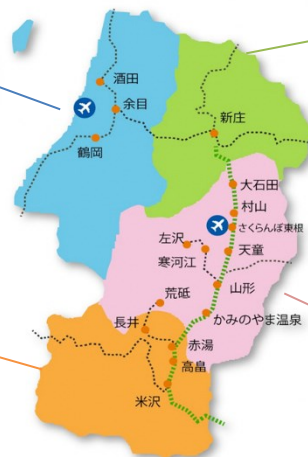 酒田
余目
鶴岡
新庄
大石田
村山
さくらんぼ東根
左沢
天童
寒河江
山形
荒砥
かみのやま温泉
長井
赤湯
高畠
米沢